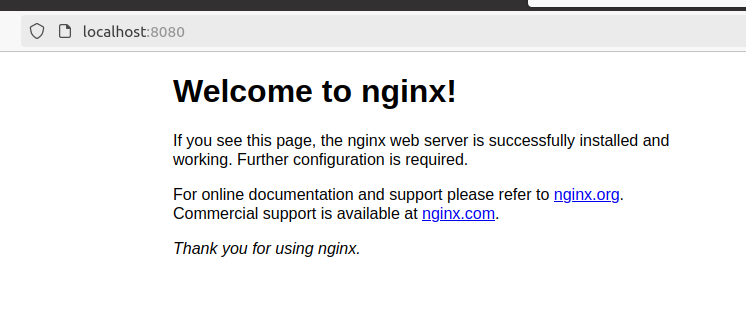 localhost:8080
Welcome to nginx!
If you see this page, the nginx web server is successfully installed and
working. Further configuration is required.
For online documentation and support please refer to nginx.org.
Commercial support is available at nginx.com.
Thank you for using nginx.